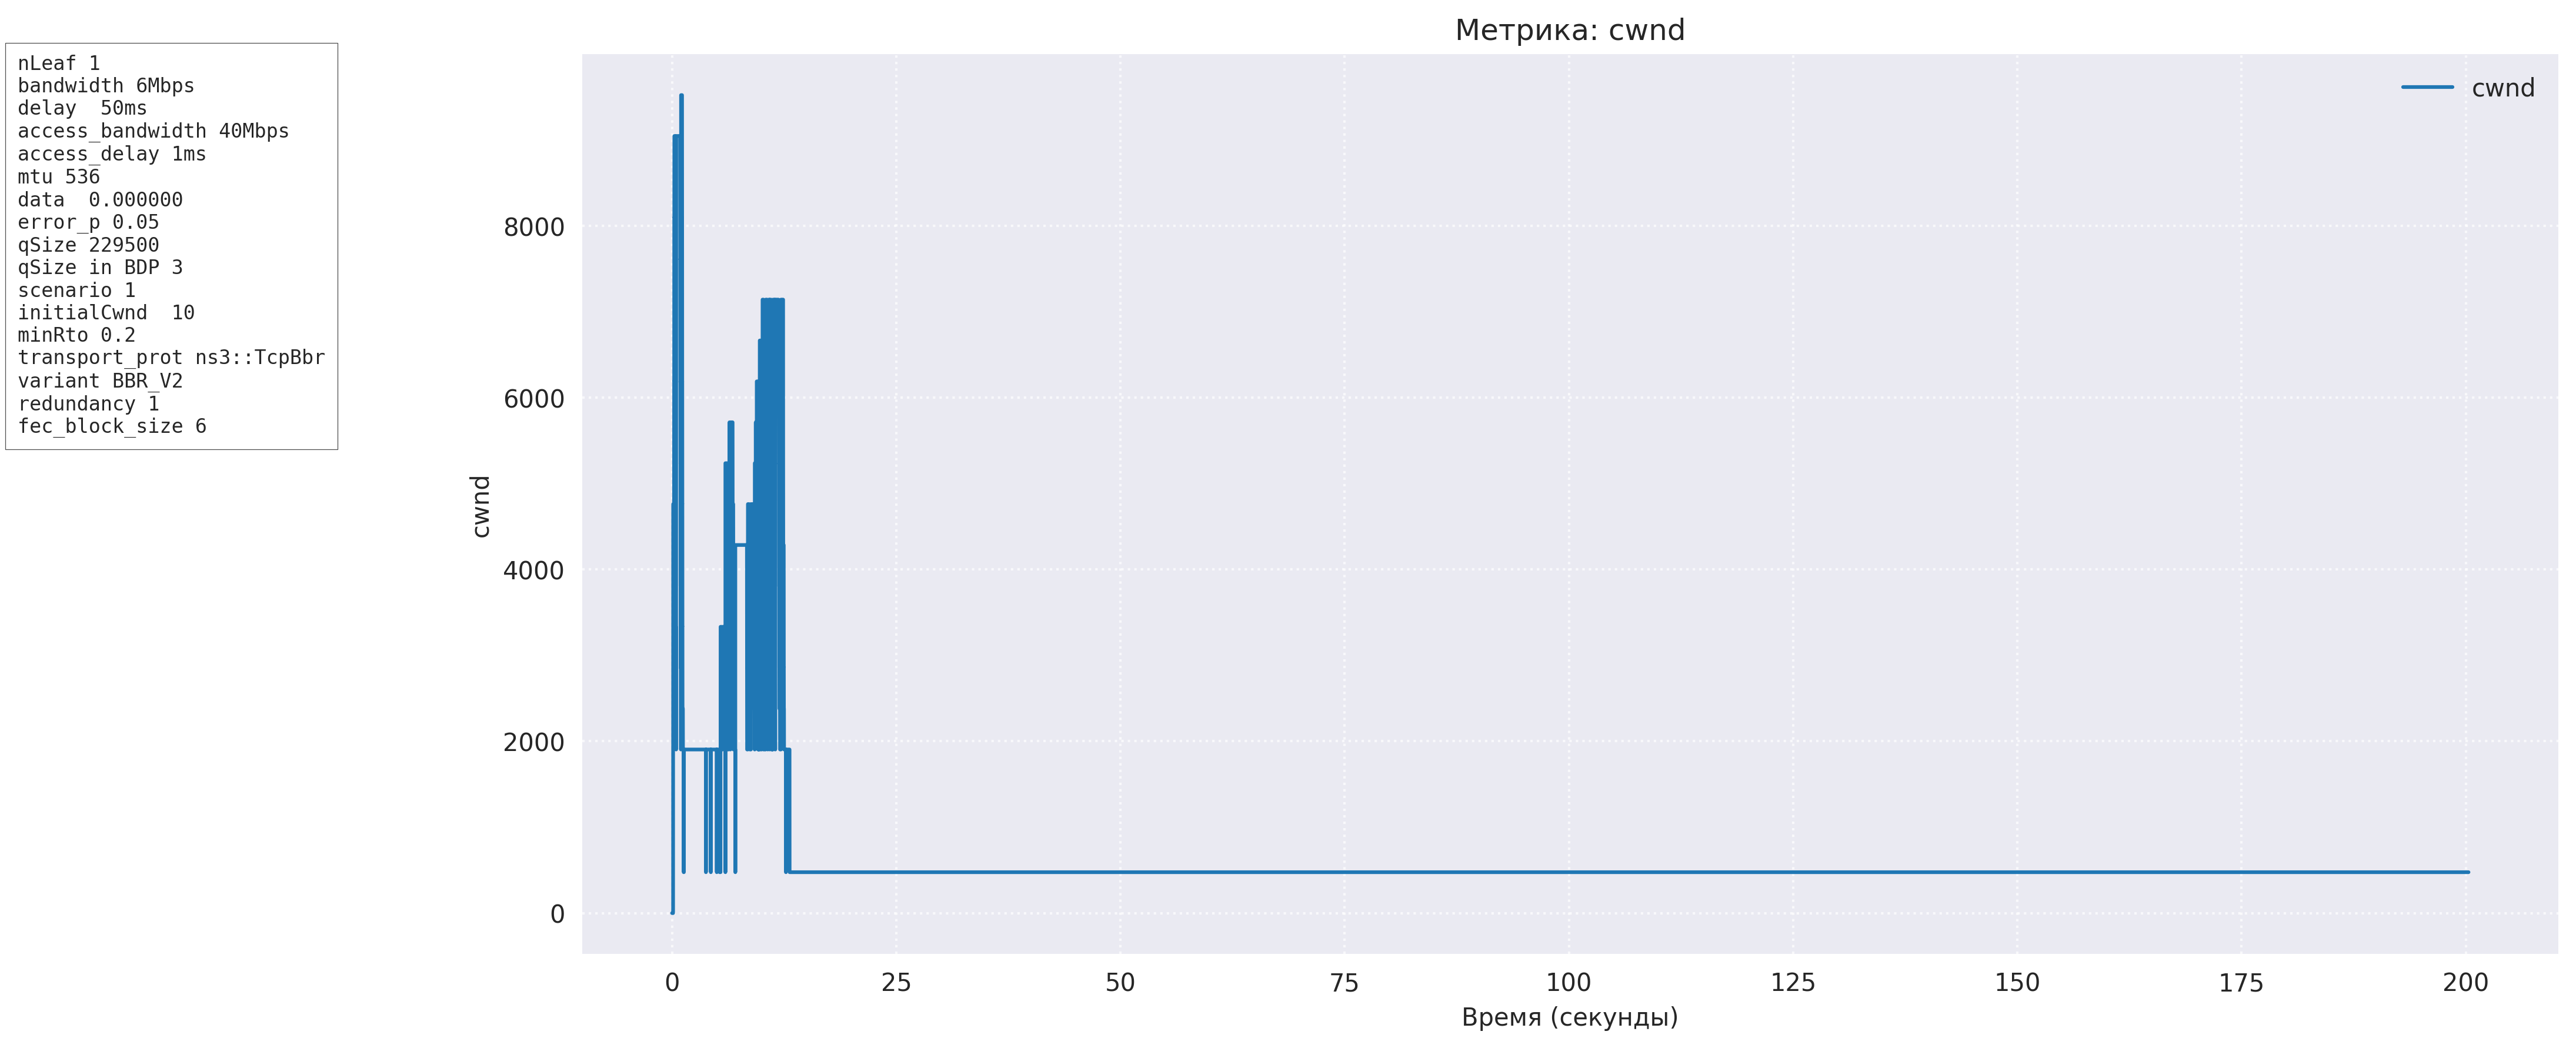 Метрика: cwnd
nLeaf 1
bandwidth 6Mbps
delay  50ms
access_bandwidth 40Mbps
access_delay 1ms
mtu 536
data  0.000000
error_p 0.05
qSize 229500
qSize in BDP 3
scenario 1
initialCwnd  10
minRto 0.2
transport_prot ns3::TcpBbr
variant BBR_V2
redundancy 1
fec_block_size 6
cwnd
cwnd
8000
6000
4000
2000
0
0 25 50 75 100 125 150 175 200
Время (секунды)